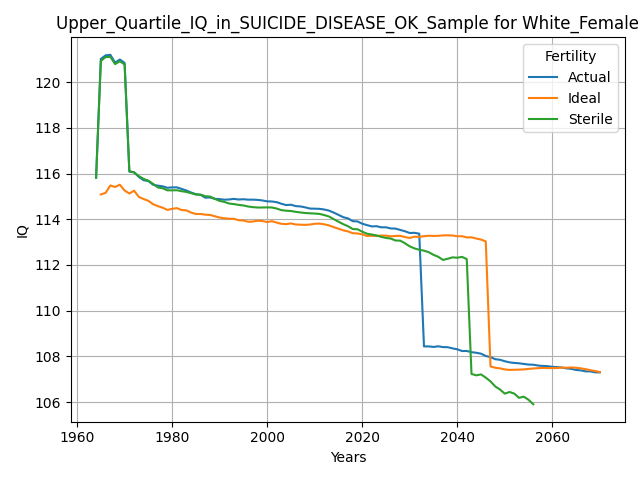 Upper_Quartile_IQ_in_SUICIDE_DISEASE_OK_Sample for White_Female
Fertility
Actual
Ideal
Sterile
120
118
116
114
112
110
108
106
IQ
1960
1980
2000
2020
2040
2060
Years